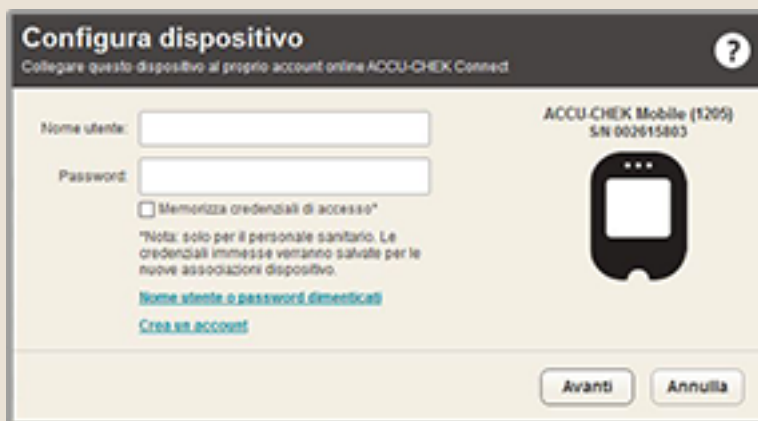 Configura dispositivo
Collegare questo dispositivo al proprio account online ACCU-CHEK Connect
?
Nome utente:
Password:
Memorizza credenziali di accesso*
*Nota: solo per il personale sanitario. Le
credenziali immesse verranno salvate per le
nuove associazioni dispositivo.
Nome utente o password dimenticati
Crea un account
ACCU-CHEK Mobile (1205)
S/N 002615803
Avanti
Annulla